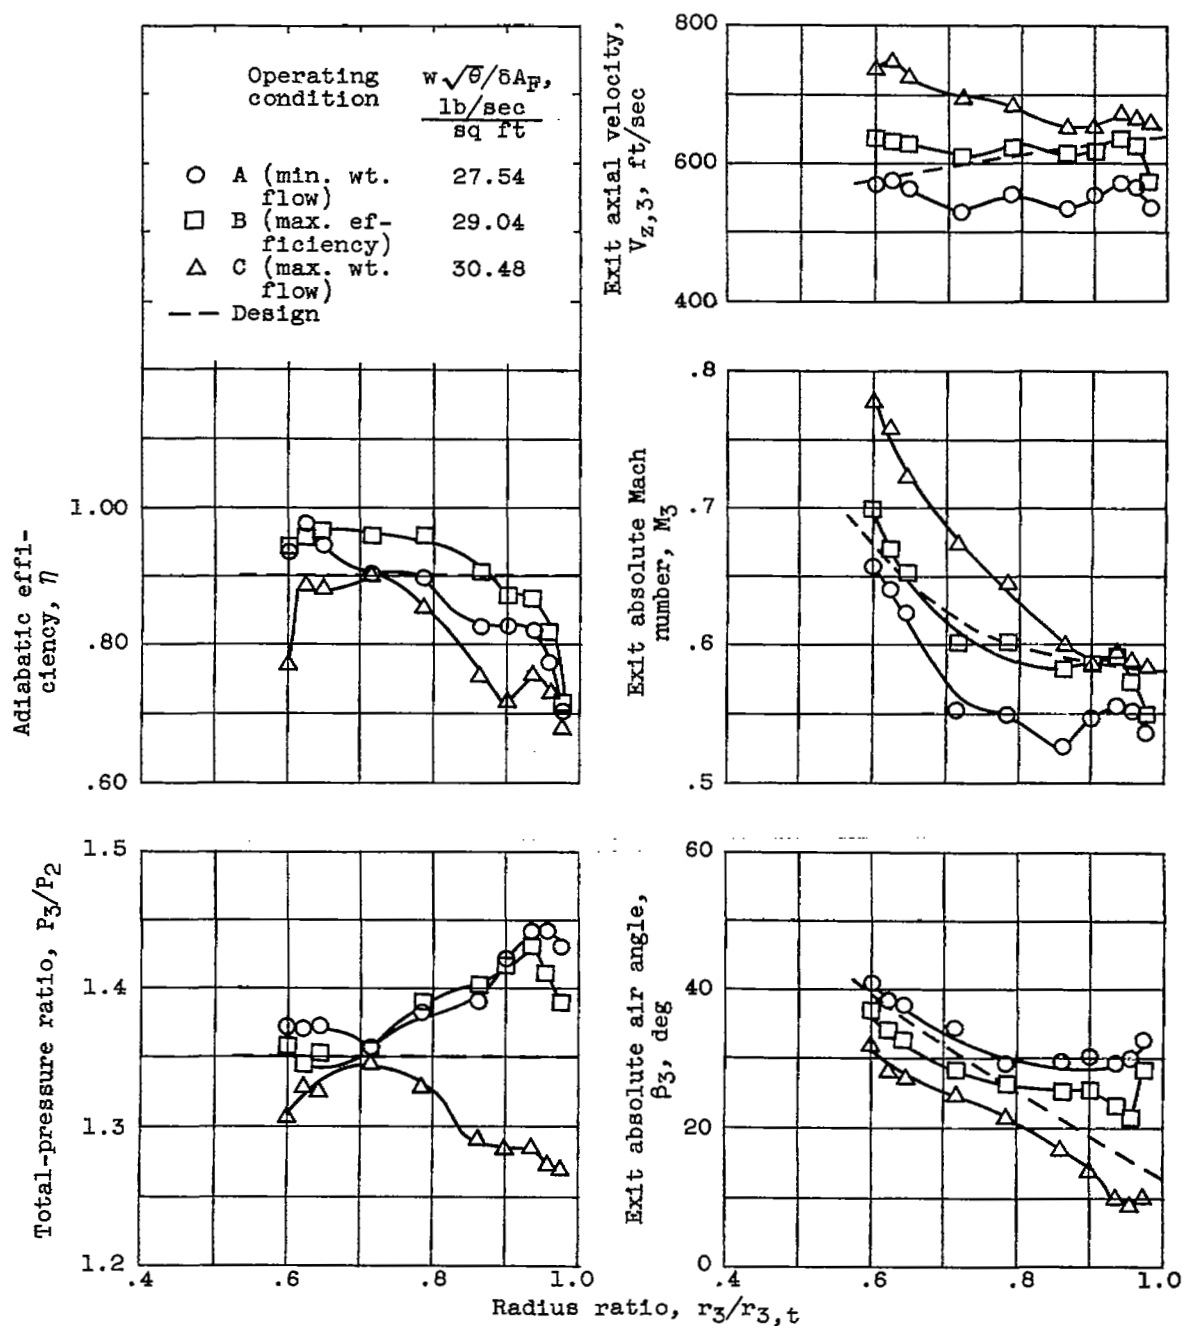 Operating condition
w√θ/δA_F, lb/sec / sq ft
A (min. wt. flow) 27.54
B (max. ef-ficiency) 29.04
C (max. wt. flow) 30.48
Design
Exit axial velocity, V_z,3, ft/sec
800
600
400
Adiabatic effi-ciency, η
1.00
.80
.60
Exit absolute Mach number, M_3
.8
.7
.6
.5
Total-pressure ratio, P_3/P_2
1.5
1.4
1.3
1.2
.4 .6 .8 1.0
Exit absolute air angle, β_3, deg
60
40
20
0
.4 .6 .8 1.0
Radius ratio, r_3/r_3,t